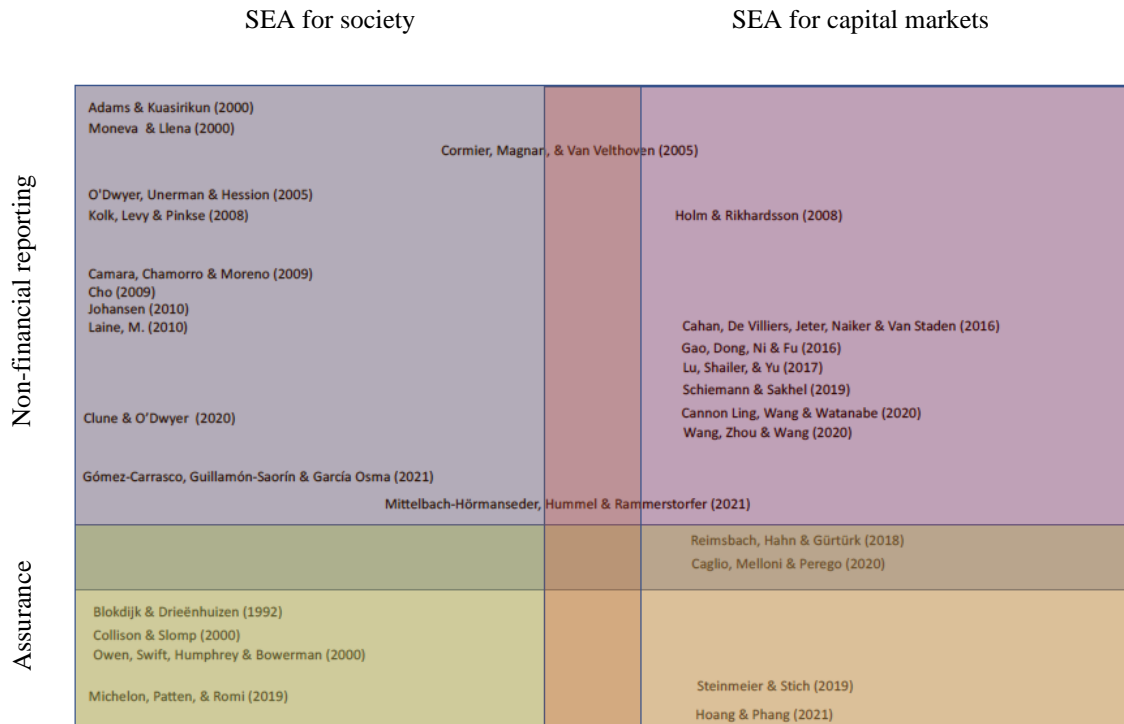 SEA for society
SEA for capital markets
Non-financial reporting
Adams & Kuasirikun (2000)
Moneva & Llena (2000)
Cormier, Magnan, & Van Velthoven (2005)
O'Dwyer, Unerman & Hession (2005)
Kolk, Levy & Pinkse (2008)
Holm & Rikhardsson (2008)
Camara, Chamorro & Moreno (2009)
Cho (2009)
Johansen (2010)
Laine, M. (2010)
Cahan, De Villiers, Jeter, Naiker & Van Staden (2016)
Gao, Dong, Ni & Fu (2016)
Lu, Shailer, & Yu (2017)
Schiemann & Sakhel (2019)
Clune & O'Dwyer (2020)
Cannon Ling, Wang & Watanabe (2020)
Wang, Zhou & Wang (2020)
Gómez-Carrasco, Guillamón-Saorín & García Osma (2021)
Mittelbach-Hörmanseder, Hummel & Rammerstorfer (2021)
Assurance
Reimsbach, Hahn & Gürtürk (2018)
Caglio, Melloni & Perego (2020)
Blokdijk & Drieënhuizen (1992)
Collison & Slomp (2000)
Owen, Swift, Humphrey & Bowerman (2000)
Michelon, Patten, & Romi (2019)
Steinmeier & Stich (2019)
Hoang & Phang (2021)